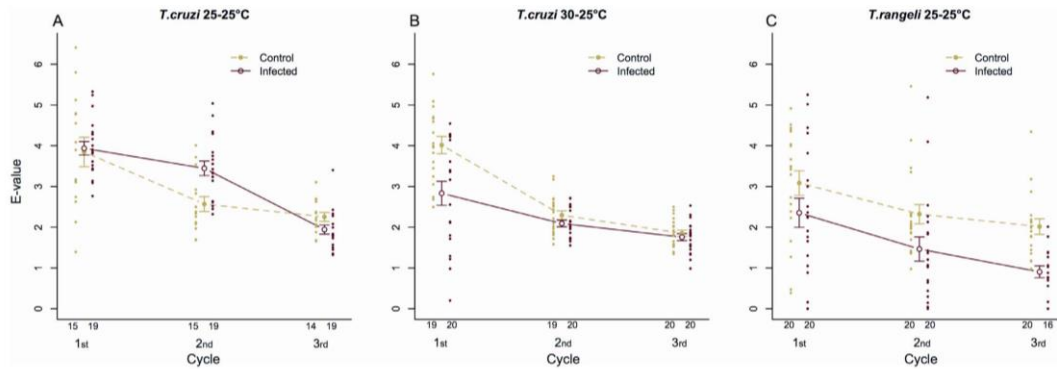 A
T.cruzi 25-25°C
Control
Infected
E-value
6
5
4
3
2
1
0
15 19 15 19 14 19
1st 2nd 3rd
Cycle
B
T.cruzi 30-25°C
Control
Infected
6
5
4
3
2
1
0
19 20 19 20 20 20
1st 2nd 3rd
Cycle
C
T.rangeli 25-25°C
Control
Infected
6
5
4
3
2
1
0
20 20 20 20 20 16
1st 2nd 3rd
Cycle